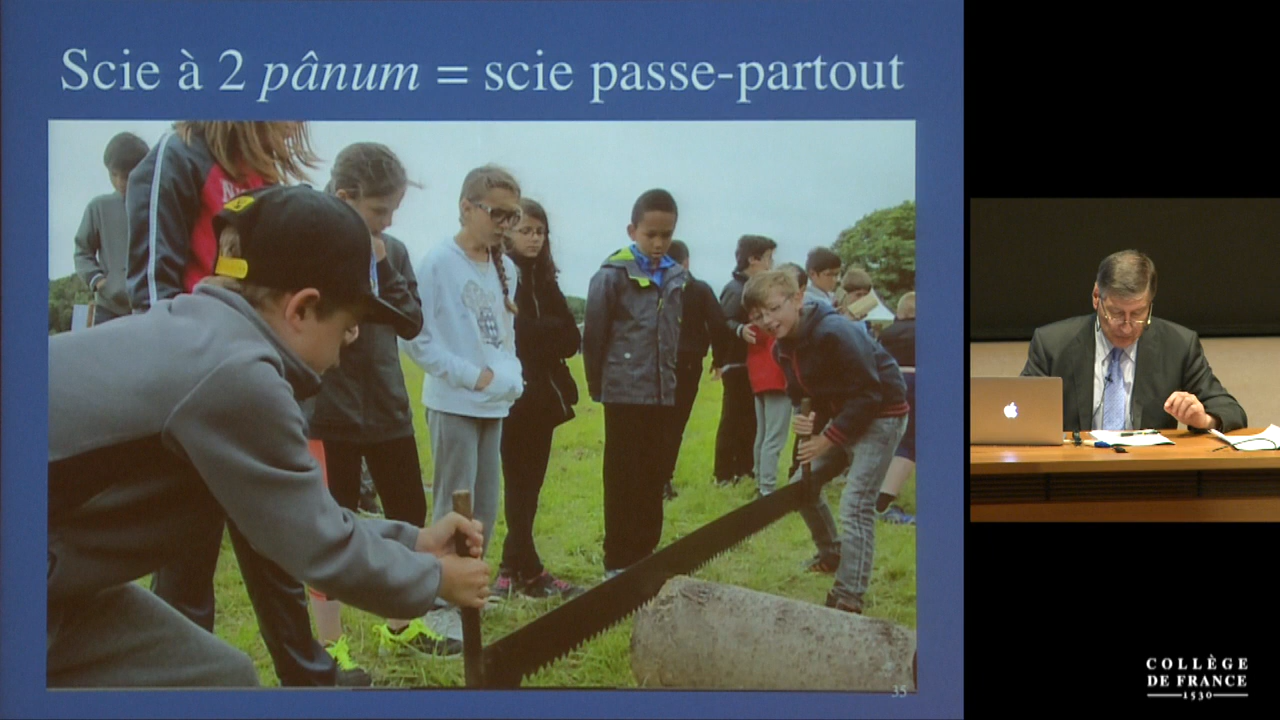 Scie à 2 pânum = scie passe-partout
35
COLLÈGE
DE FRANCE
1530